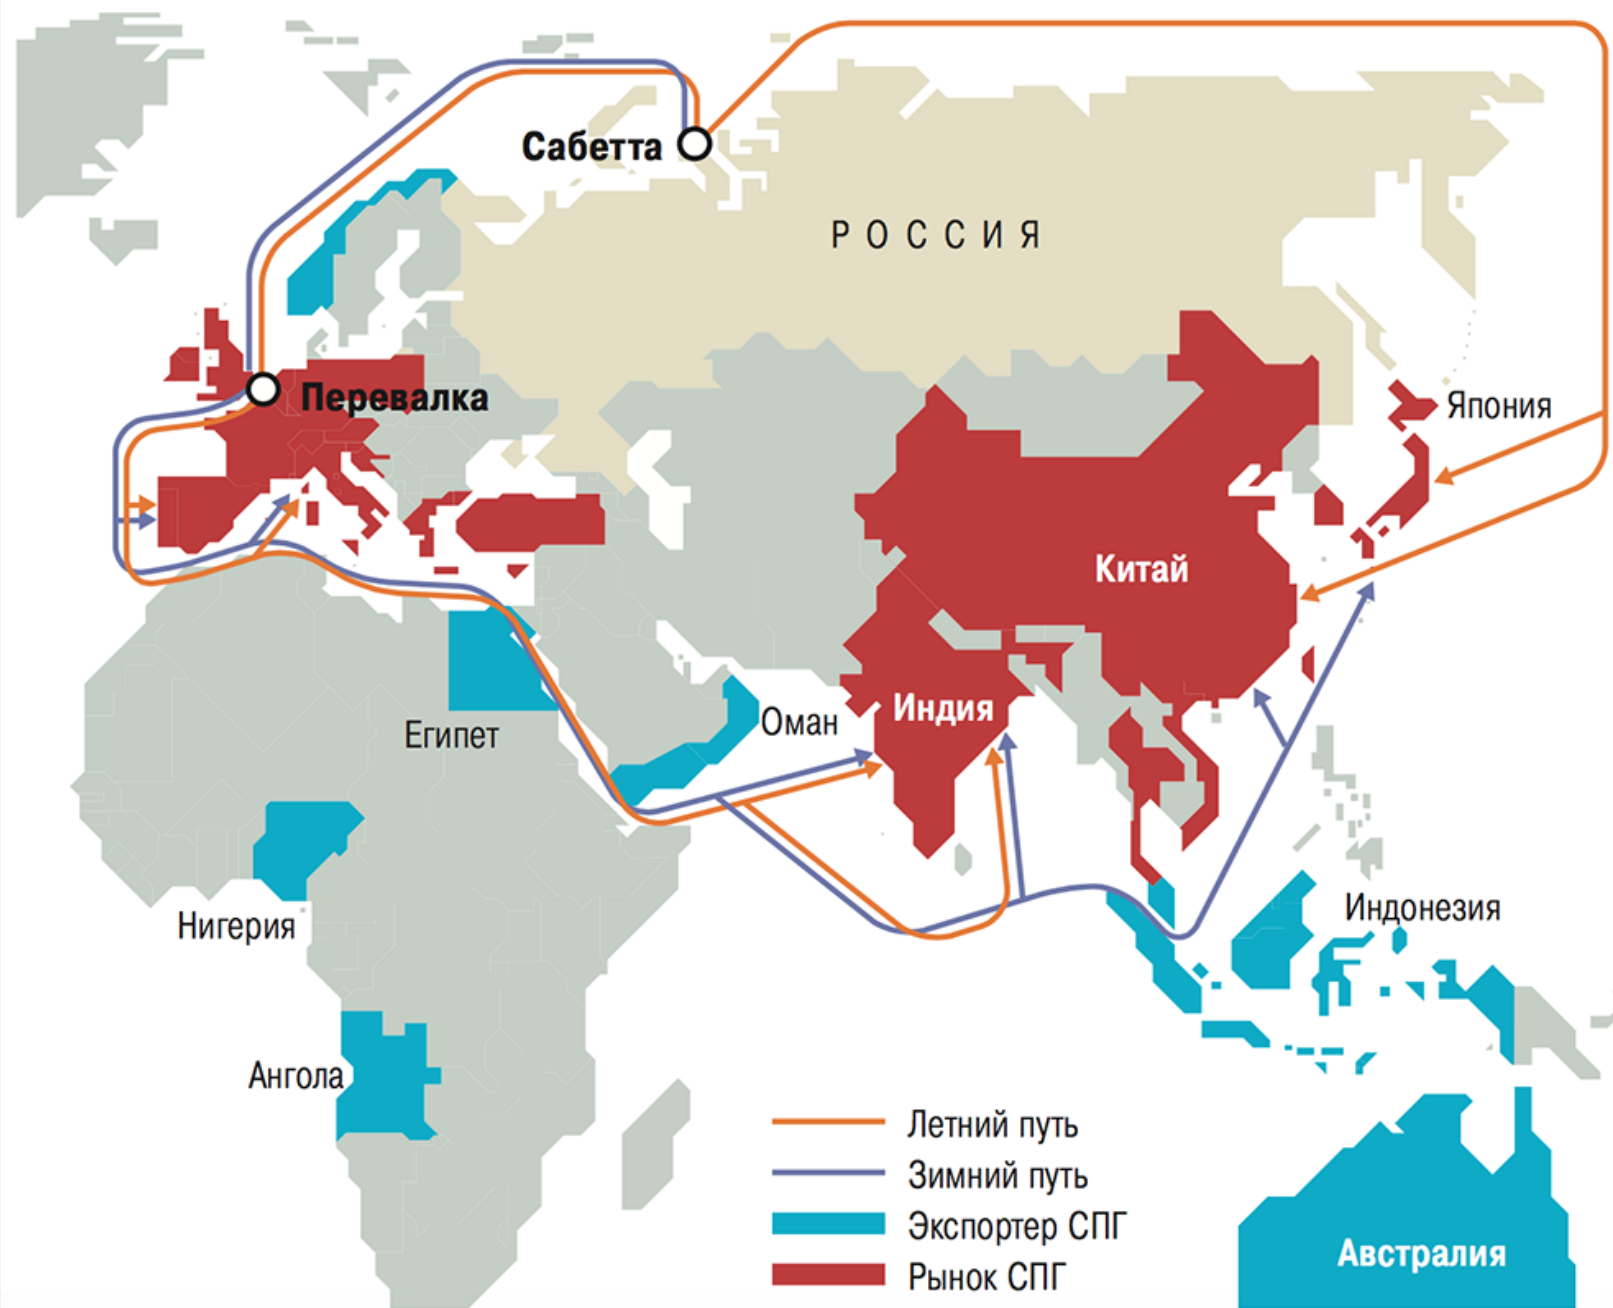 Сабетта
РОССИЯ
Перевалка
Япония
Китай
Индия
Оман
Египет
Нигерия
Индонезия
Ангола
Летний путь
Зимний путь
Экспортер СПГ
Рынок СПГ
Австралия